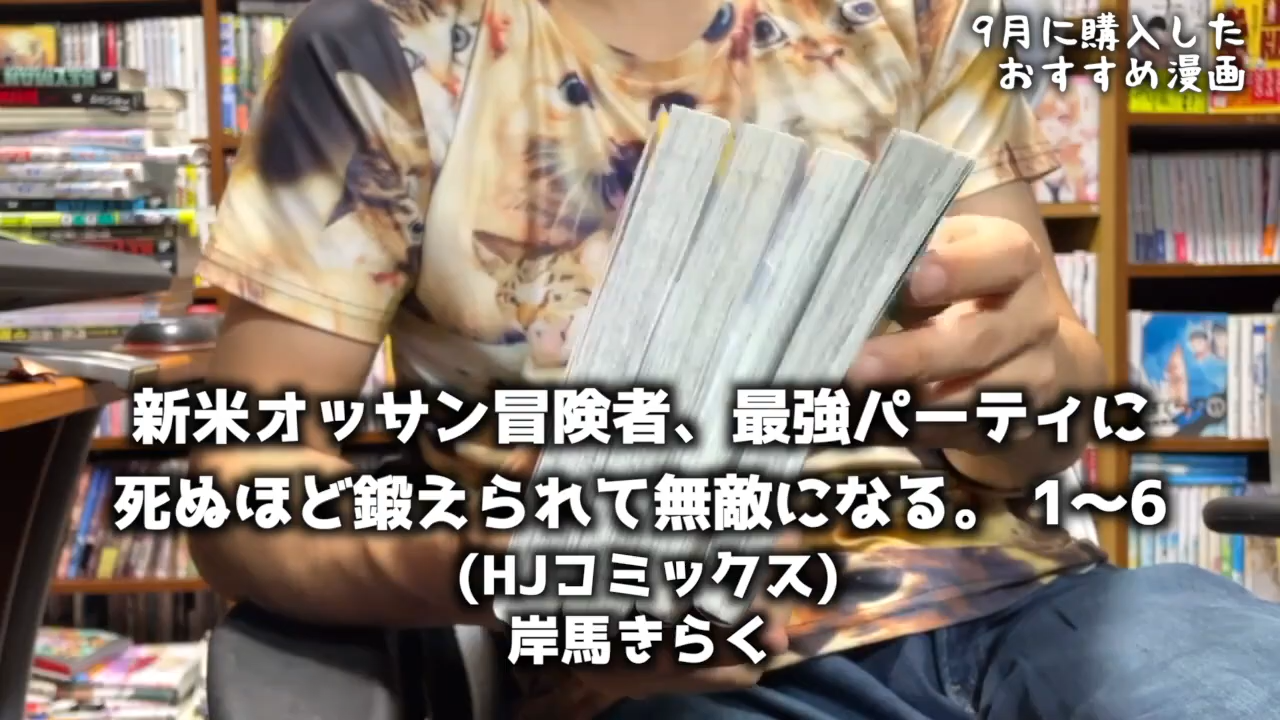 9月に購入した
おすすめ漫画
新米オッサン冒険者、最強パーティに
死ぬほど鍛えられて無敵になる。 1～6
(HJコミックス)
岸馬きらく